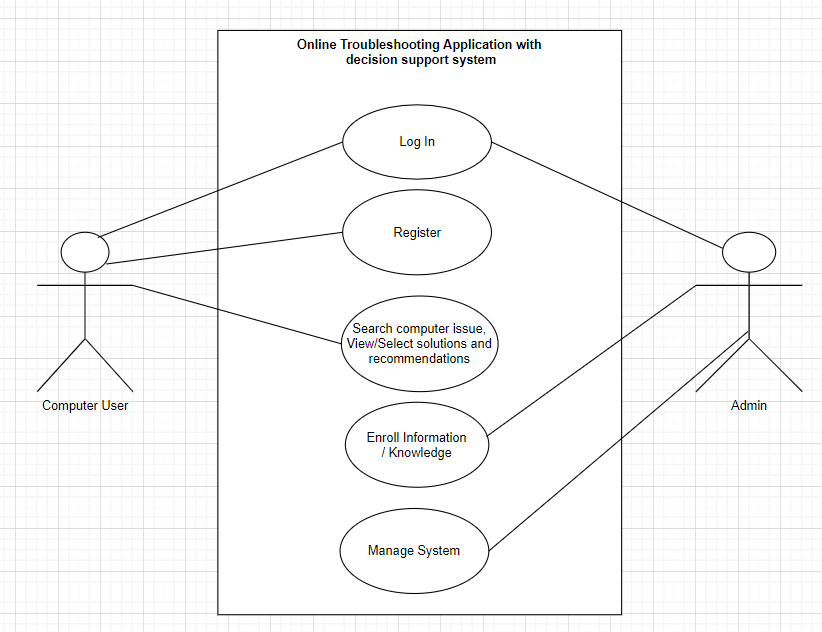 Online Troubleshooting Application with
decision support system
Log In
Register
Search computer issue,
View/Select solutions and
recommendations
Computer User
Admin
Enroll Information
/ Knowledge
Manage System